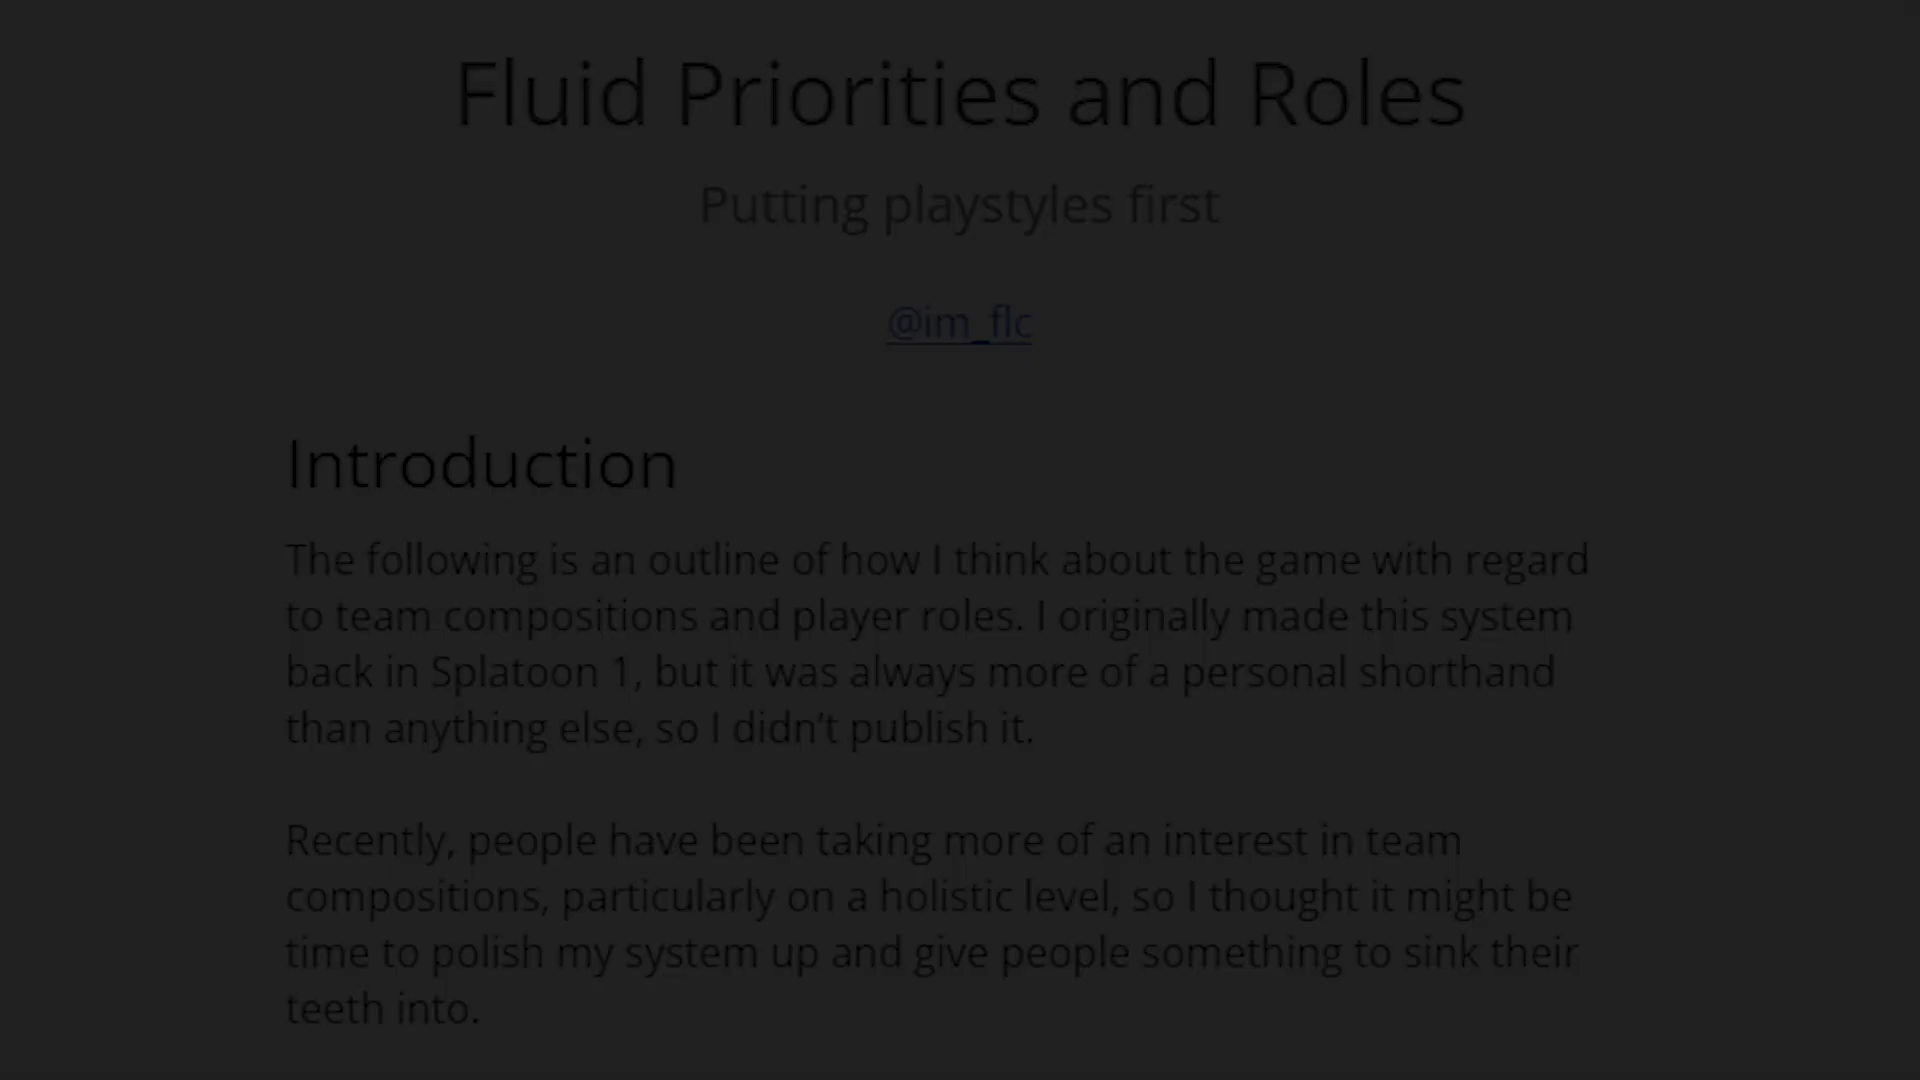 Fluid Priorities and Roles
Putting playstyles first
@im_flc
Introduction
The following is an outline of how I think about the game with regard
to team compositions and player roles. I originally made this system
back in Splatoon 1, but it was always more of a personal shorthand
than anything else, so I didn’t publish it.
Recently, people have been taking more of an interest in team
compositions, particularly on a holistic level, so I thought it might be
time to polish my system up and give people something to sink their
teeth into.